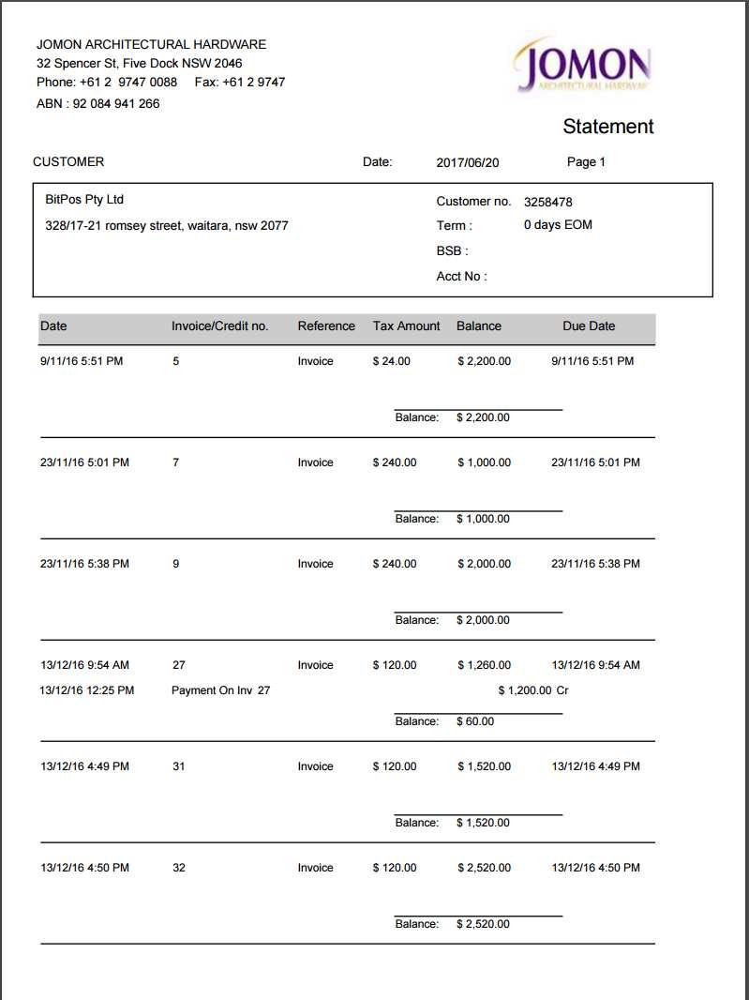 JOMON ARCHITECTURAL HARDWARE
32 Spencer St, Five Dock NSW 2046
Phone: +61 2 9747 0088 Fax: +61 2 9747
ABN : 92 084 941 266
JOMON
ARCHITECTURAL HARDWARE
Statement
CUSTOMER Date: 2017/06/20 Page 1
BitPos Pty Ltd Customer no. 3258478
328/17-21 romsey street, waitara, nsw 2077 Term : 0 days EOM
BSB :
Acct No :
Date Invoice/Credit no. Reference Tax Amount Balance Due Date
9/11/16 5:51 PM 5 Invoice $ 24.00 $ 2,200.00 9/11/16 5:51 PM
Balance: $ 2,200.00
23/11/16 5:01 PM 7 Invoice $ 240.00 $ 1,000.00 23/11/16 5:01 PM
Balance: $ 1,000.00
23/11/16 5:38 PM 9 Invoice $ 240.00 $ 2,000.00 23/11/16 5:38 PM
Balance: $ 2,000.00
13/12/16 9:54 AM 27 Invoice $ 120.00 $ 1,260.00 13/12/16 9:54 AM
13/12/16 12:25 PM Payment On Inv 27 $ 1,200.00 Cr
Balance: $ 60.00
13/12/16 4:49 PM 31 Invoice $ 120.00 $ 1,520.00 13/12/16 4:49 PM
Balance: $ 1,520.00
13/12/16 4:50 PM 32 Invoice $ 120.00 $ 2,520.00 13/12/16 4:50 PM
Balance: $ 2,520.00